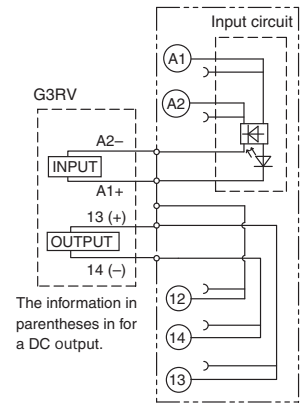 Input circuit
A1
G3RV
A2
A2–
INPUT
A1+
13 (+)
OUTPUT
14 (–)
The information in
parentheses in for
a DC output.
12
14
13